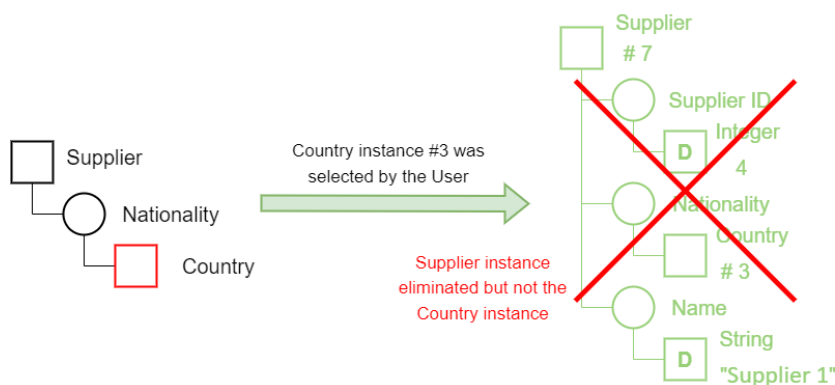 Supplier
Nationality
Country
Country instance #3 was
selected by the User
Supplier instance
eliminated but not the
Country instance
Supplier
# 7
Supplier ID
Integer
D
4
Nationality
Country
# 3
Name
String
D
"Supplier 1"